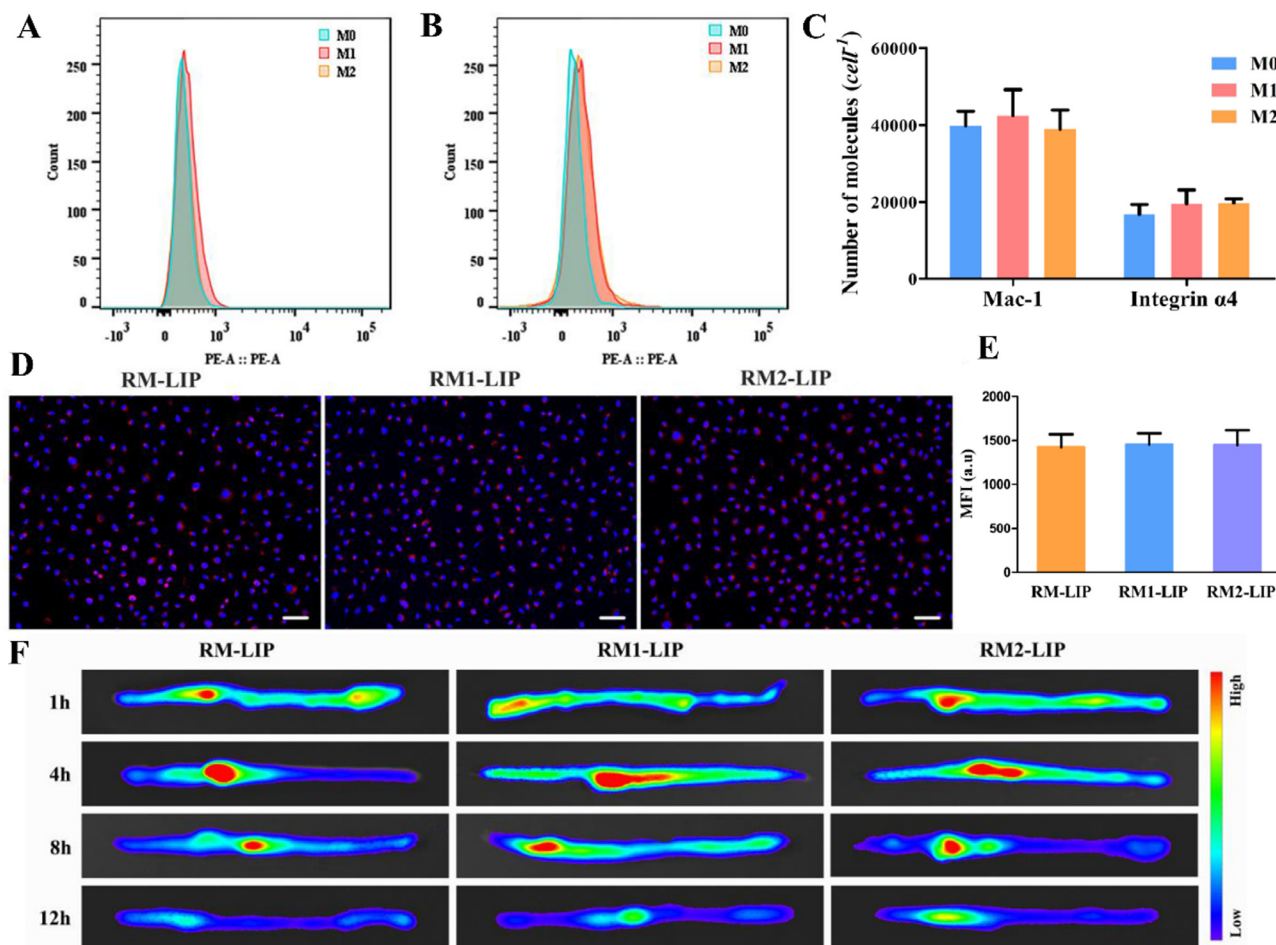 A
M0
M1
M2
250
200
150
100
50
0
Count
-10³ 0 10³ 10⁴ 10⁵
PE-A :: PE-A
B
M0
M1
M2
250
200
150
100
50
0
Count
-10³ 0 10³ 10⁴ 10⁵
PE-A :: PE-A
C
60000
40000
20000
0
Number of molecules (cell⁻¹)
Mac-1 Integrin α4
M0
M1
M2
D
RM-LIP RM1-LIP RM2-LIP
E
2000
1500
1000
500
0
MFI (a.u)
RM-LIP RM1-LIP RM2-LIP
F
RM-LIP RM1-LIP RM2-LIP
1h
4h
8h
12h
High
Low